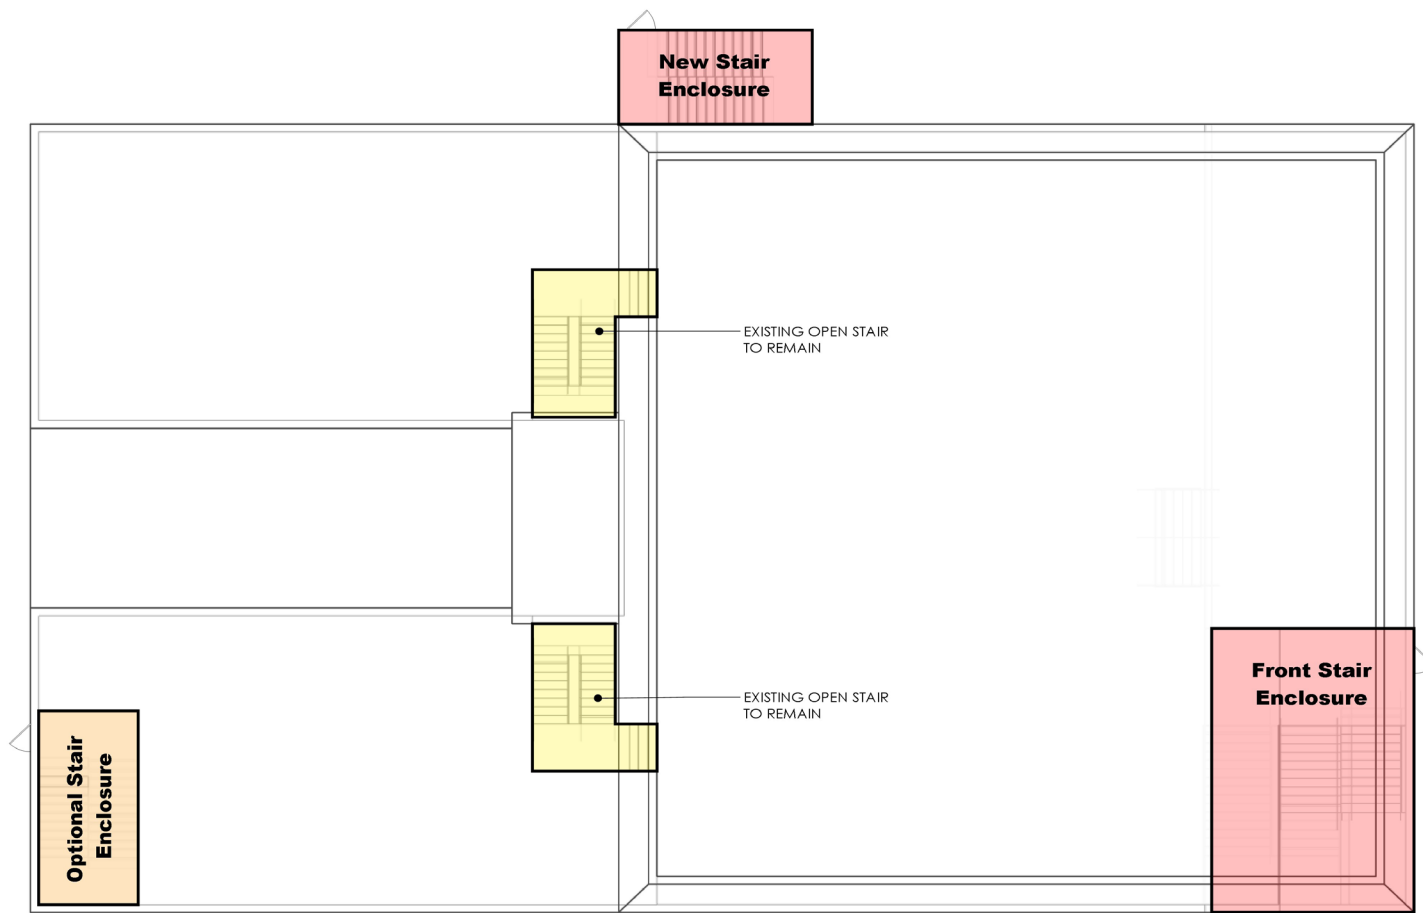 New Stair
Enclosure
EXISTING OPEN STAIR
TO REMAIN
EXISTING OPEN STAIR
TO REMAIN
Front Stair
Enclosure
Optional Stair
Enclosure